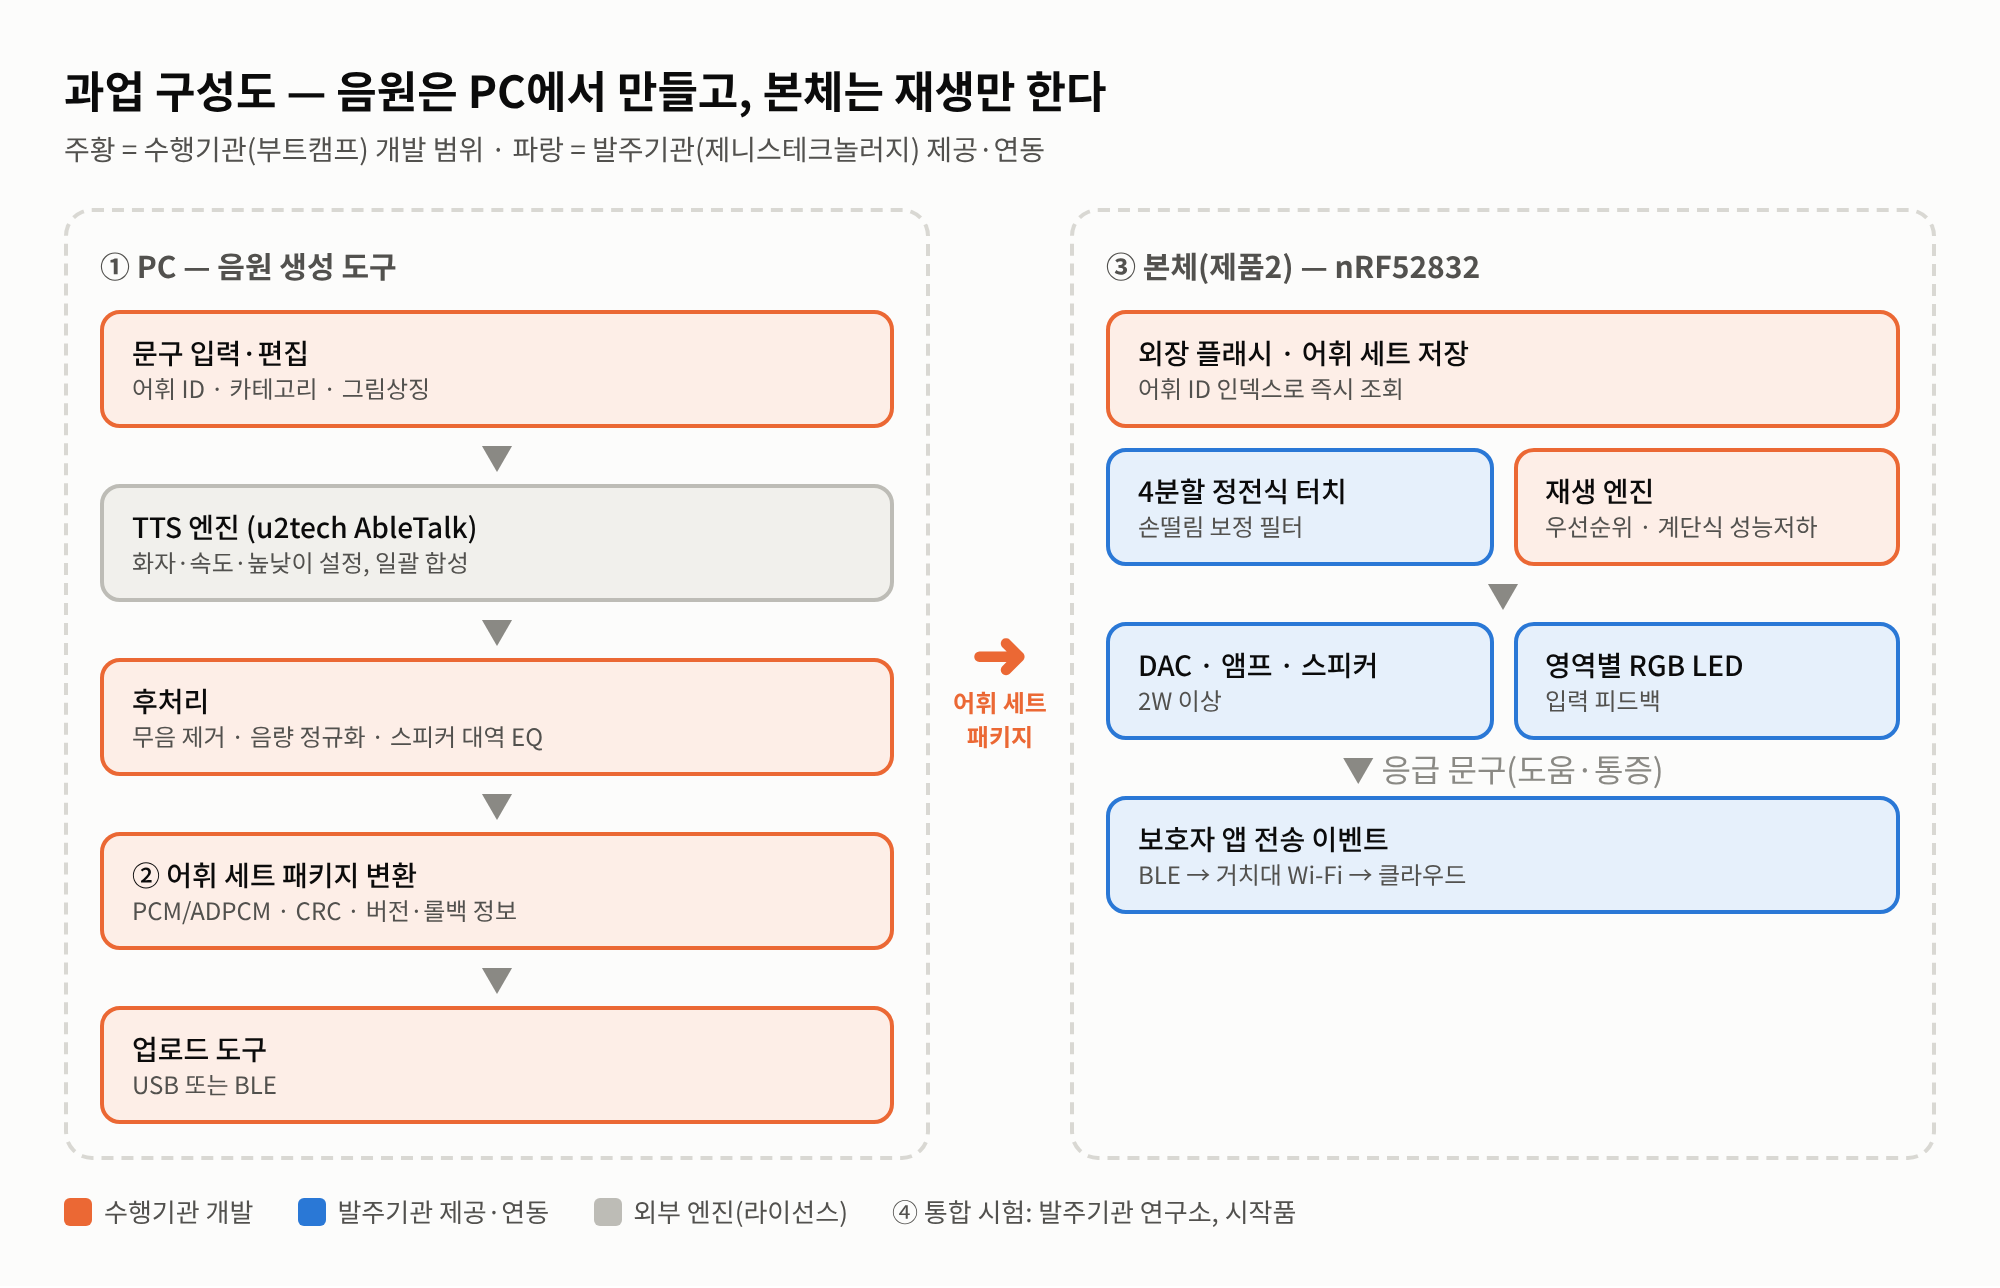 과업 구성도 — 음원은 PC에서 만들고, 본체는 재생만 한다
주황 = 수행기관(부트캠프) 개발 범위 · 파랑 = 발주기관(제니스테크놀러지) 제공·연동
① PC — 음원 생성 도구
문구 입력·편집
어휘 ID · 카테고리 · 그림상징
TTS 엔진 (u2tech AbleTalk)
화자·속도·높낮이 설정, 일괄 합성
후처리
무음 제거 · 음량 정규화 · 스피커 대역 EQ
② 어휘 세트 패키지 변환
PCM/ADPCM · CRC · 버전·롤백 정보
업로드 도구
USB 또는 BLE
➜
어휘 세트
패키지
③ 본체(제품2) — nRF52832
외장 플래시 · 어휘 세트 저장
어휘 ID 인덱스로 즉시 조회
4분할 정전식 터치
손떨림 보정 필터
재생 엔진
우선순위 · 계단식 성능저하
DAC · 앰프 · 스피커
2W 이상
영역별 RGB LED
입력 피드백
▼ 응급 문구(도움·통증)
보호자 앱 전송 이벤트
BLE → 거치대 Wi-Fi → 클라우드
수행기관 개발
발주기관 제공·연동
외부 엔진(라이선스)
④ 통합 시험: 발주기관 연구소, 시작품